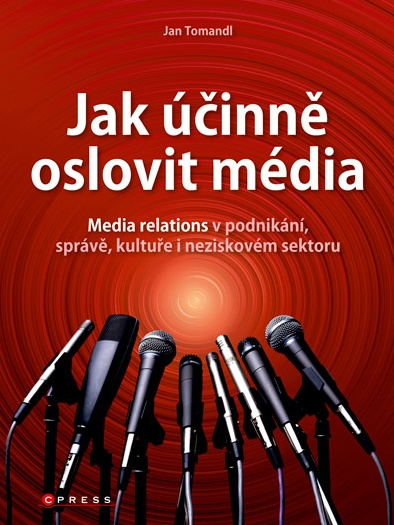 Jan Tomandl
Jak účinně
oslovit média
Media relations v podnikání,
správě, kultuře i neziskovém sektoru
CPRESS